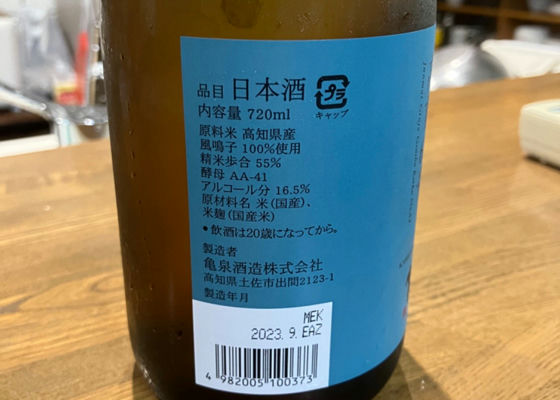 品目 日本酒 プラ
内容量 720ml キャップ
原料米 高知県産
風鳴子 100%使用
精米歩合 55%
酵母 AA-41
アルコール分 16.5%
原材料名 米(国産)、
米麹(国産米)
•飲酒は20歳になってから。
製造者
亀泉酒造株式会社
高知県土佐市出間2123-1
製造年月
MEK
2023. 9. EAZ
4 982005 100373